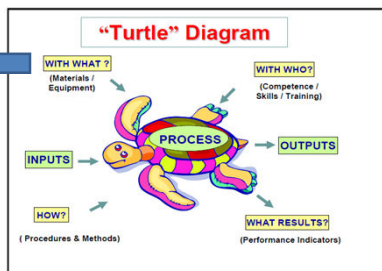 “Turtle” Diagram
WITH WHAT ?
(Materials /
Equipment)
WITH WHO?
(Competence /
Skills / Training)
PROCESS
INPUTS
OUTPUTS
HOW?
( Procedures & Methods)
WHAT RESULTS?
(Performance Indicators)